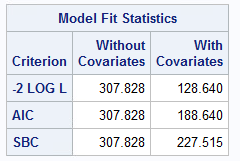 Model Fit Statistics
Criterion Without Covariates With Covariates
-2 LOG L 307.828 128.640
AIC 307.828 188.640
SBC 307.828 227.515